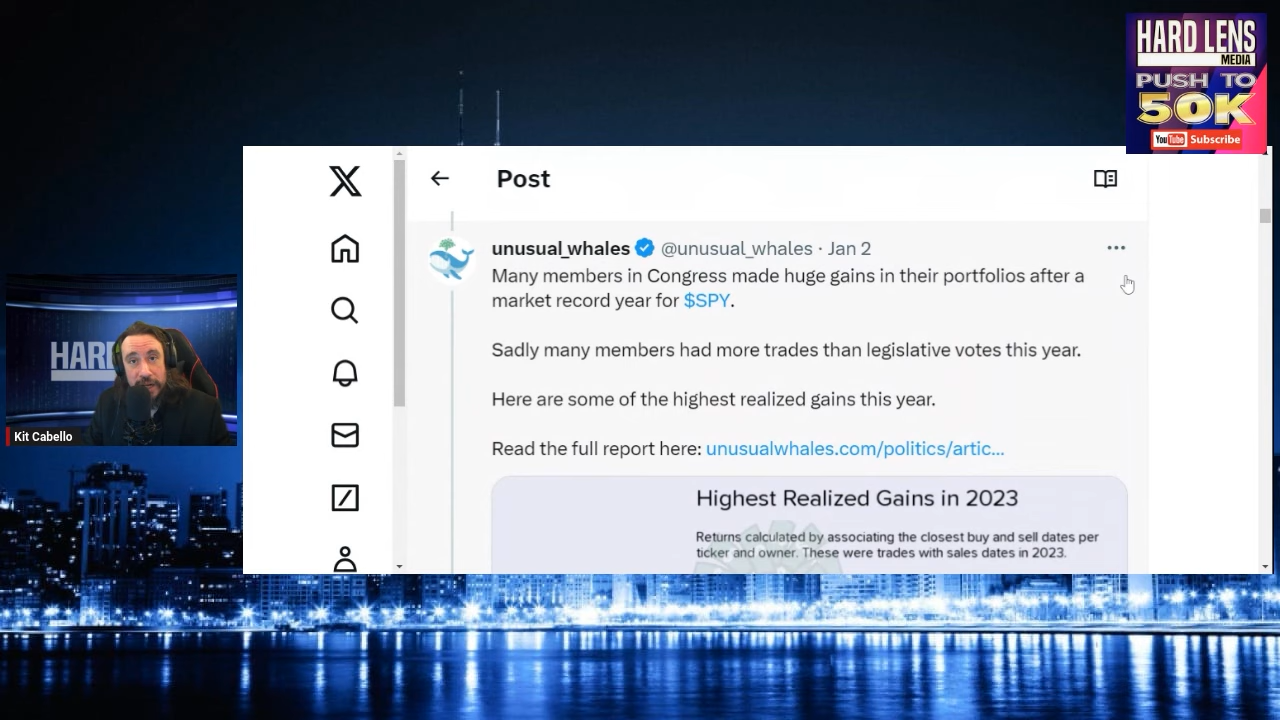 HARD LENS
MEDIA
PUSH TO
50K
YouTube Subscribe
Post
unusual_whales @unusual_whales · Jan 2
Many members in Congress made huge gains in their portfolios after a
market record year for $SPY.
Sadly many members had more trades than legislative votes this year.
Here are some of the highest realized gains this year.
Read the full report here: unusualwhales.com/politics/artic...
Highest Realized Gains in 2023
Returns calculated by associating the closest buy and sell dates per
ticker and owner. These were trades with sales dates in 2023.
HARD
Kit Cabello